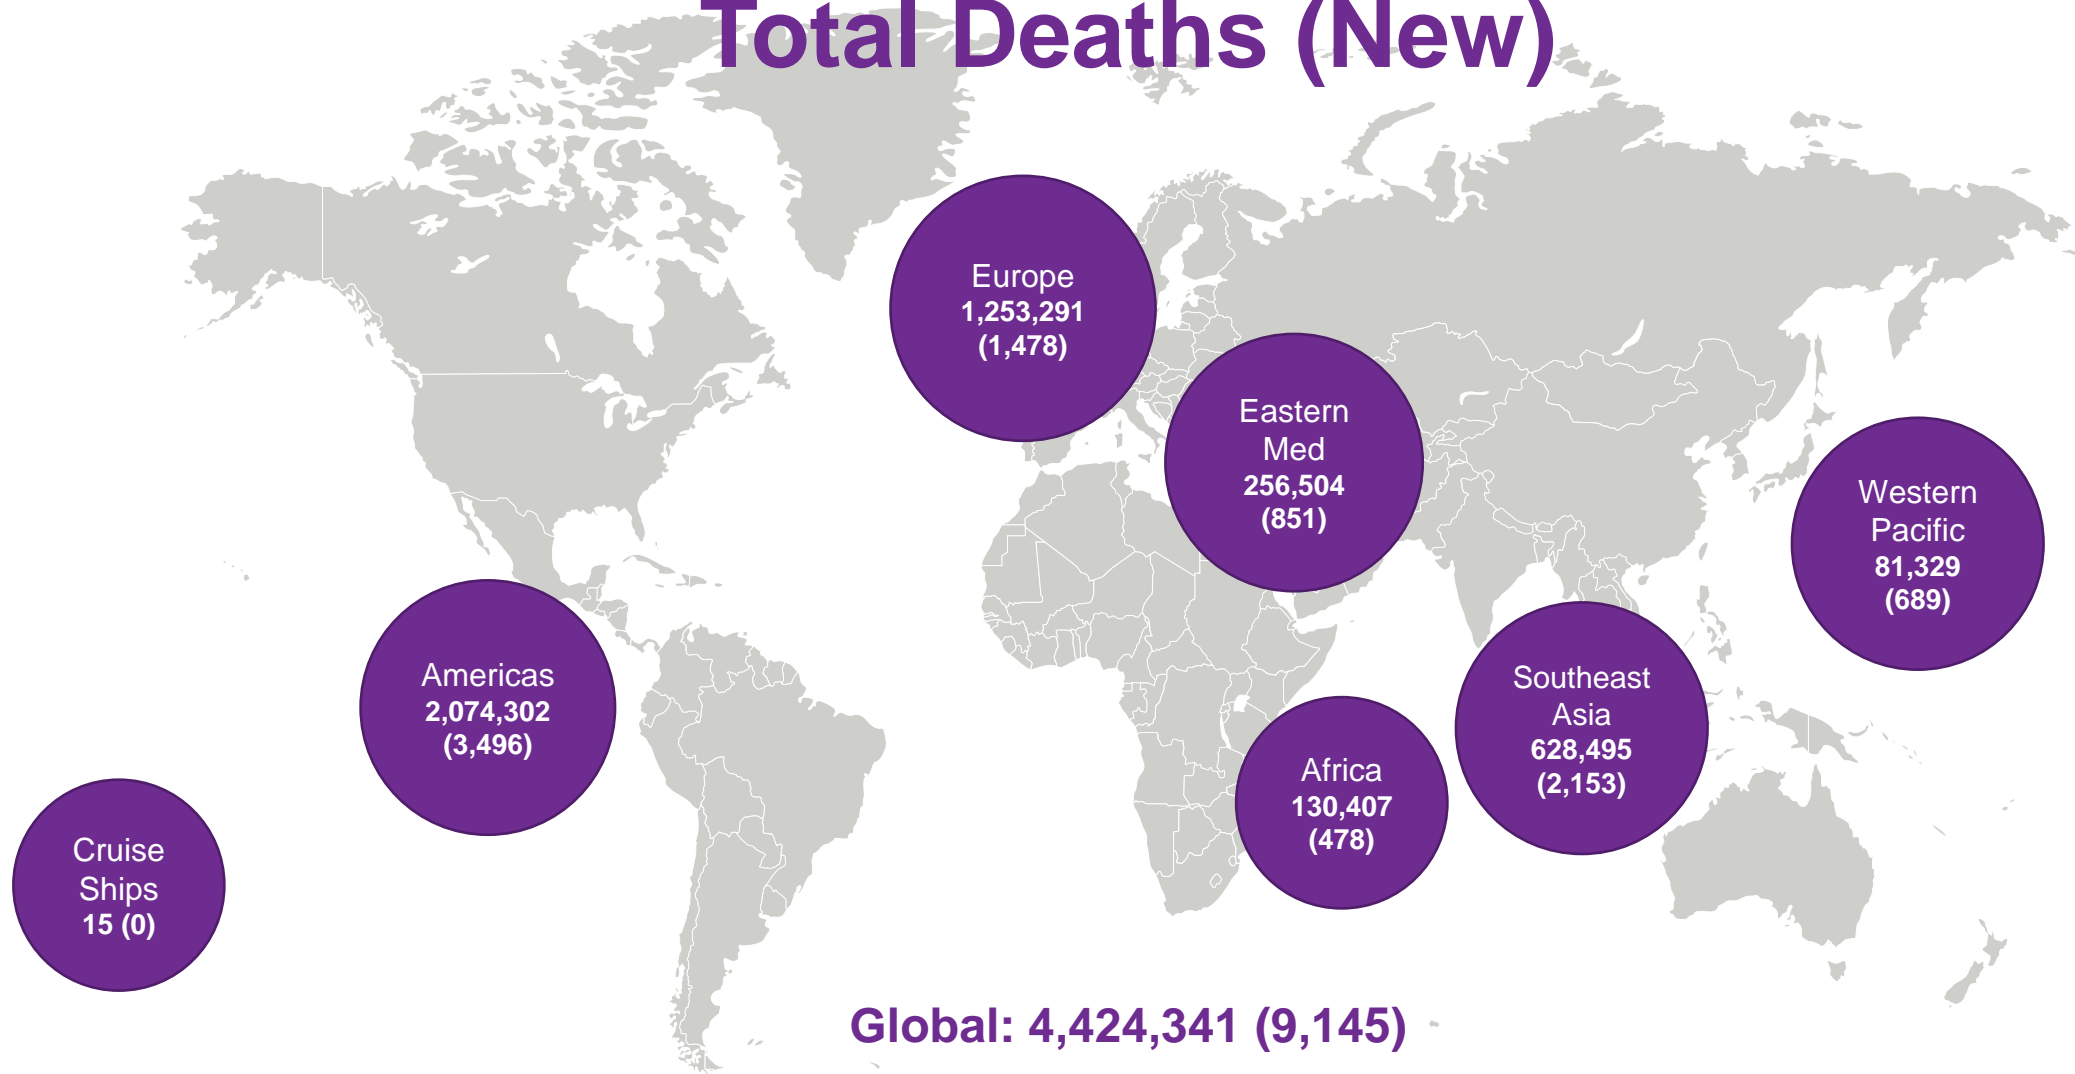 Total Deaths (New)
Europe
1,253,291
(1,478)
Eastern
Med
256,504
(851)
Western
Pacific
81,329
(689)
Americas
2,074,302
(3,496)
Southeast
Asia
628,495
(2,153)
Africa
130,407
(478)
Cruise
Ships
15 (0)
Global: 4,424,341 (9,145)